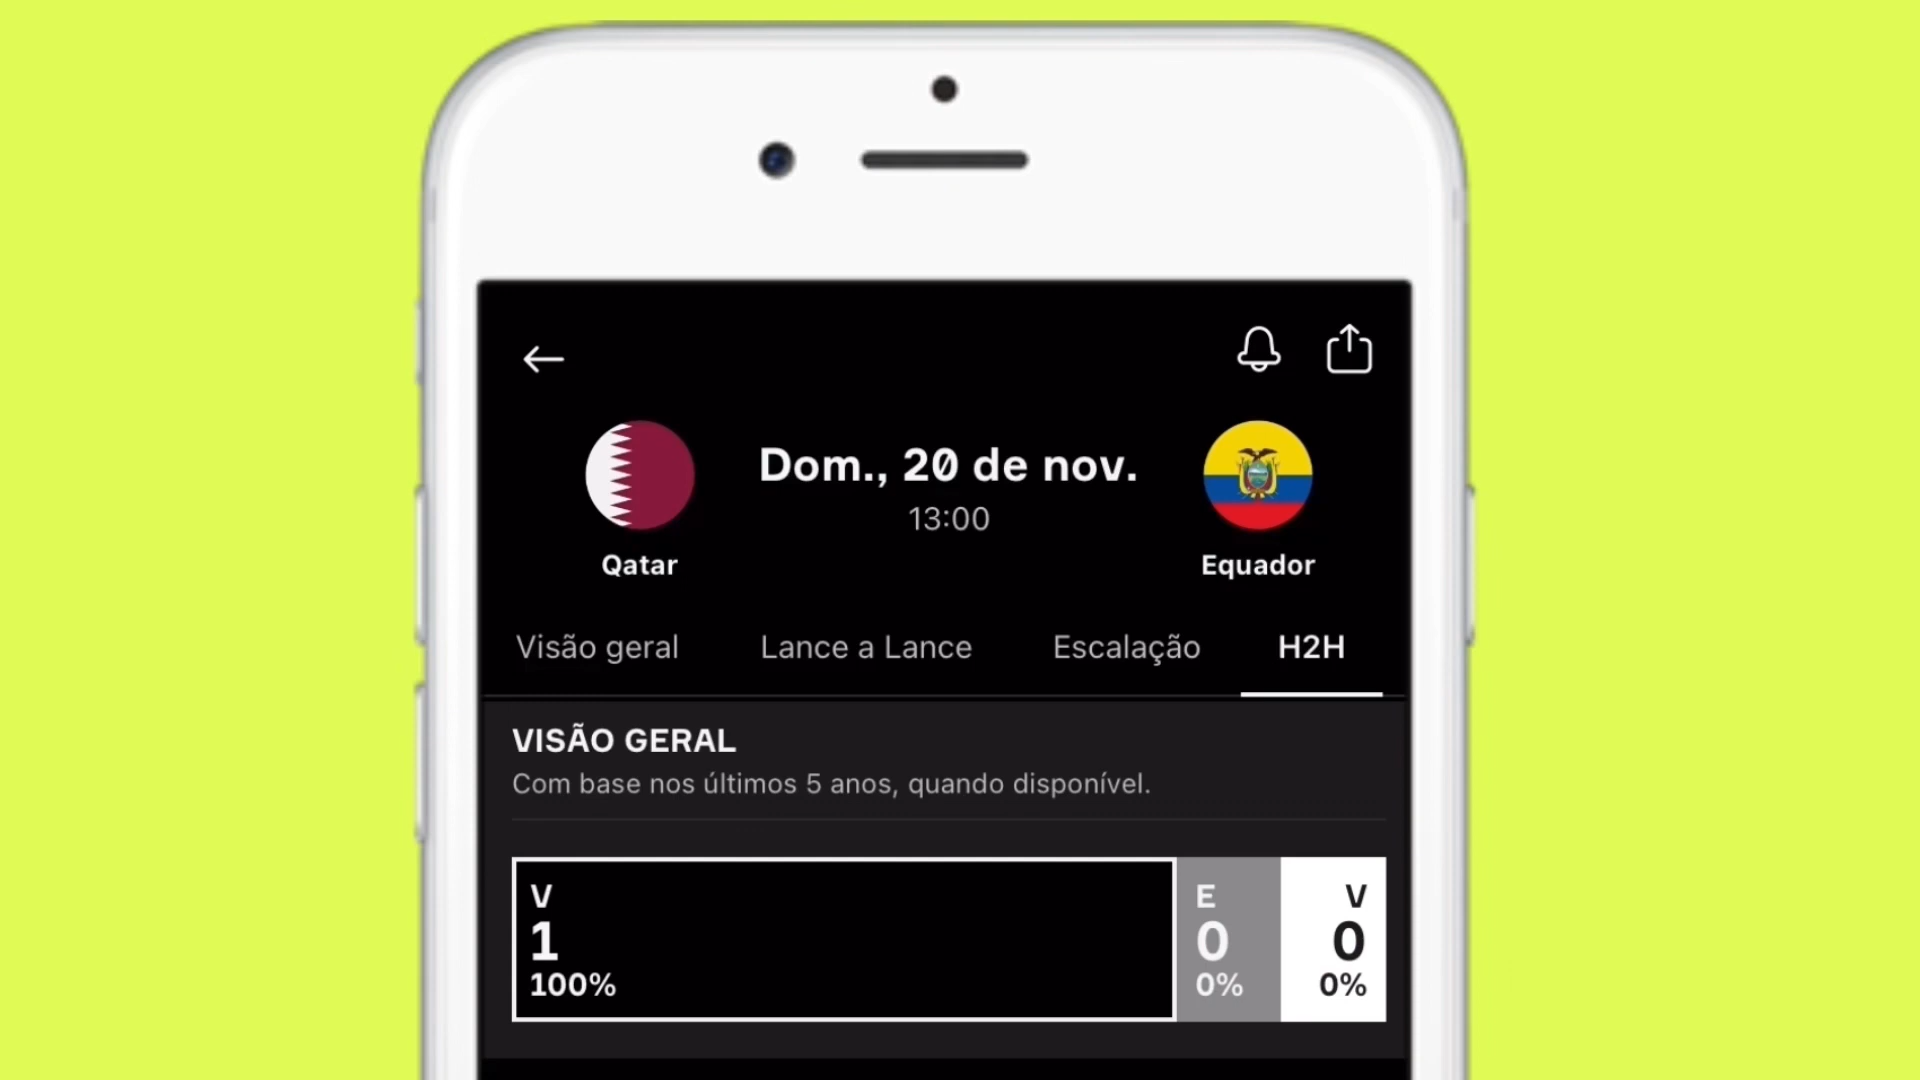 Dom., 20 de nov.
13:00
Qatar
Equador
Visão geral
Lance a Lance
Escalação
H2H
VISÃO GERAL
Com base nos últimos 5 anos, quando disponível.
V
1
100%
E
0
0%
V
0
0%